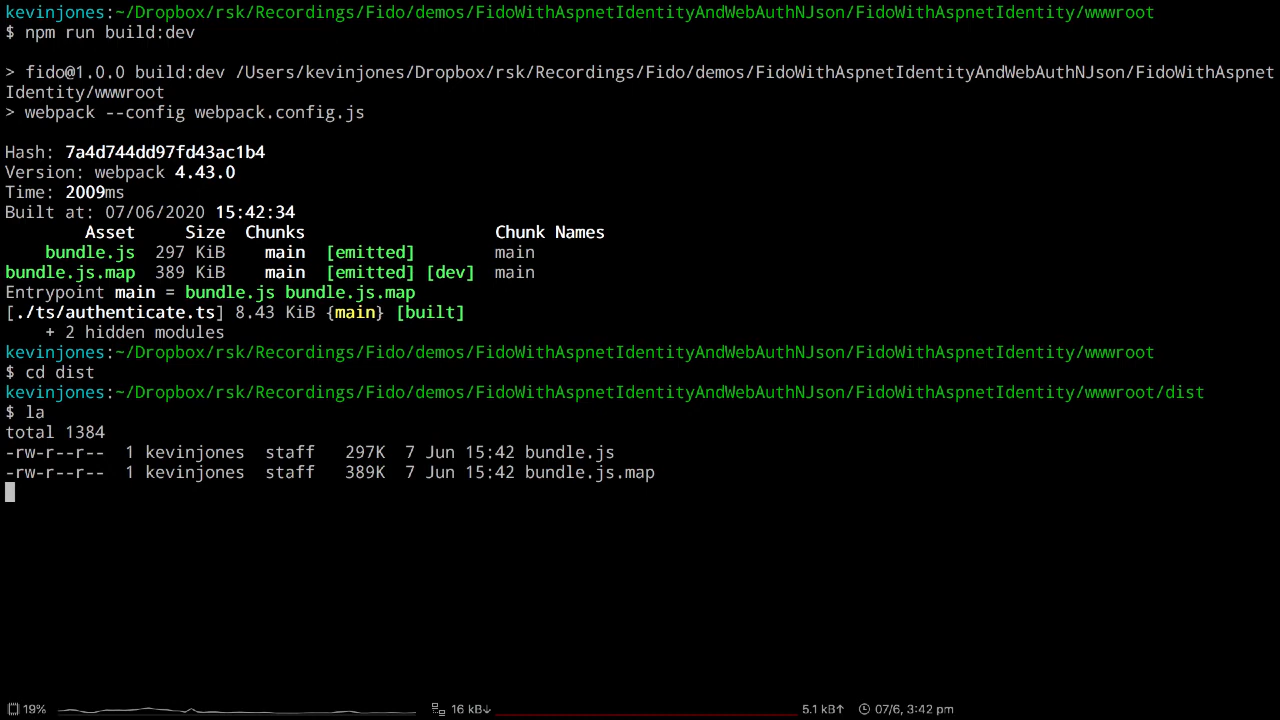 kevinjones:~/Dropbox/rsk/Recordings/Fido/demos/FidoWithAspnetIdentityAndWebAuthNJson/FidoWithAspnetIdentity/wwwroot
$ npm run build:dev
> fido@1.0.0 build:dev /Users/kevinjones/Dropbox/rsk/Recordings/Fido/demos/FidoWithAspnetIdentityAndWebAuthNJson/FidoWithAspnet
Identity/wwwroot
> webpack --config webpack.config.js
Hash: 7a4d744dd97fd43ac1b4
Version: webpack 4.43.0
Time: 2009ms
Built at: 07/06/2020 15:42:34
Asset Size Chunks Chunk Names
bundle.js 297 KiB main [emitted] main
bundle.js.map 389 KiB main [emitted] [dev] main
Entrypoint main = bundle.js bundle.js.map
[./ts/authenticate.ts] 8.43 KiB {main} [built]
+ 2 hidden modules
kevinjones:~/Dropbox/rsk/Recordings/Fido/demos/FidoWithAspnetIdentityAndWebAuthNJson/FidoWithAspnetIdentity/wwwroot
$ cd dist
kevinjones:~/Dropbox/rsk/Recordings/Fido/demos/FidoWithAspnetIdentityAndWebAuthNJson/FidoWithAspnetIdentity/wwwroot/dist
$ la
total 1384
-rw-r--r-- 1 kevinjones staff 297K 7 Jun 15:42 bundle.js
-rw-r--r-- 1 kevinjones staff 389K 7 Jun 15:42 bundle.js.map
19% 16 kB↓ 5.1 kB↑ 07/6, 3:42 pm